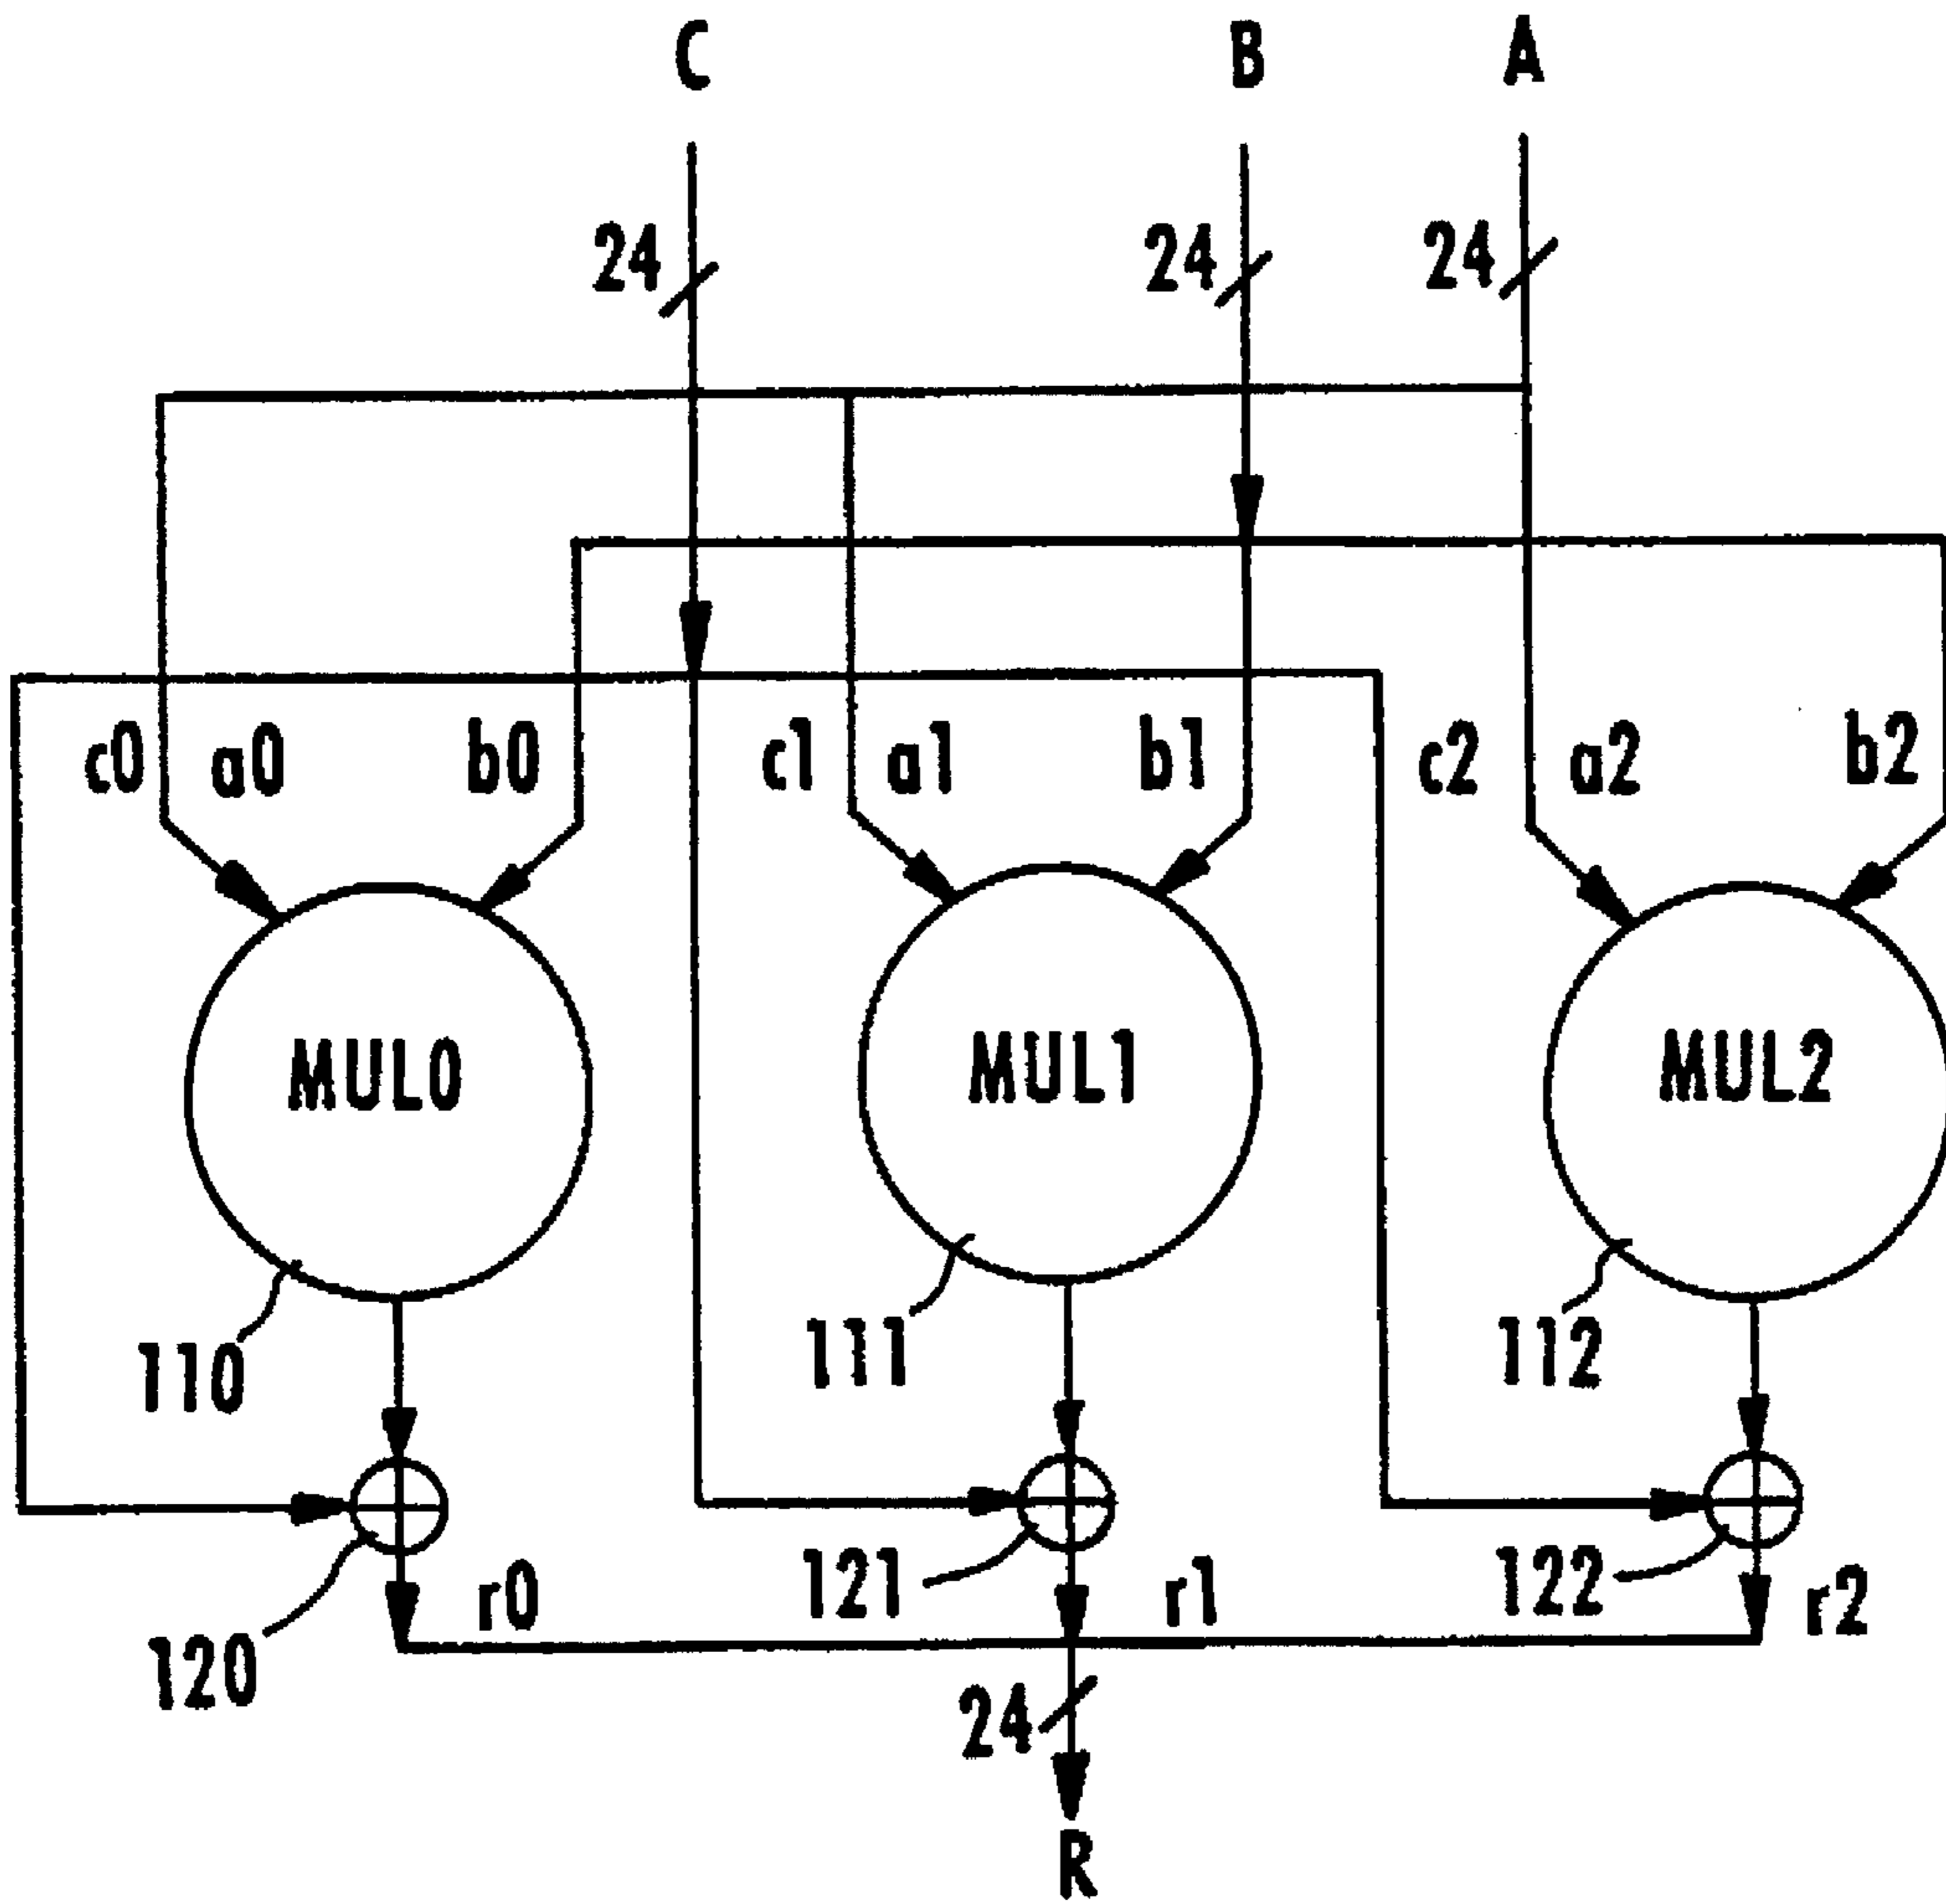 C B A
24 24 24
c0 a0 b0 c1 a1 b1 c2 a2 b2
MUL0 MUL1 MUL2
110 111 112
120 r0 121 r1 122 r2
24
R